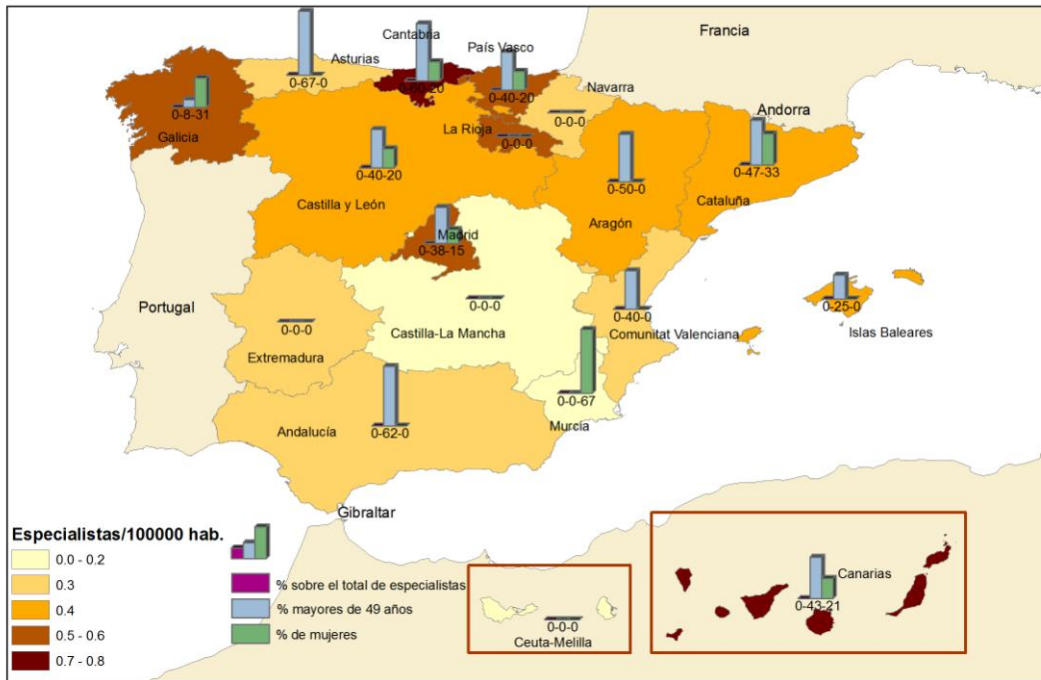 Francia
Cantabria
País Vasco
Asturias
0-67-0
0-60-20
0-40-20
Navarra
0-0-0
Andorra
0-8-31
Galicia
La Rioja
0-0-0
0-40-20
Castilla y León
0-50-0
Aragón
0-47-33
Cataluña
Madrid
0-38-15
Portugal
0-0-0
Castilla-La Mancha
0-40-0
Comunitat Valenciana
0-25-0
Islas Baleares
0-0-0
Extremadura
0-0-67
Murcia
0-62-0
Andalucía
Gibraltar
Especialistas/100000 hab.
0.0 - 0.2
0.3
0.4
0.5 - 0.6
0.7 - 0.8
% sobre el total de especialistas
% mayores de 49 años
% de mujeres
0-0-0
Ceuta-Melilla
Canarias
0-43-21